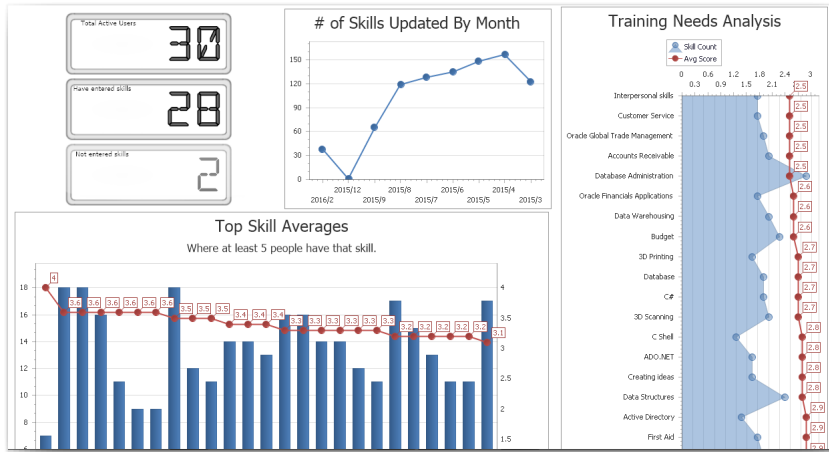 Total Active Users
30
Have entered skills
28
Not entered skills
2
# of Skills Updated By Month
150
120
90
60
30
0
2016/2
2015/12
2015/9
2015/8
2015/7
2015/6
2015/5
2015/4
2015/3
Training Needs Analysis
Skill Count
Avg Score
0 0.6 1.2 1.8 2.4 3
0.3 0.9 1.5 2.1 2.7
Interpersonal skills 2.5
Customer Service 2.5
Oracle Global Trade Management 2.5
Accounts Receivable 2.5
Database Administration 2.5
Oracle Financials Applications 2.6
Data Warehousing 2.6
Budget 2.6
3D Printing 2.7
Database 2.7
C# 2.7
3D Scanning 2.7
C Shell 2.8
ADO.NET 2.8
Creating ideas 2.8
Data Structures 2.8
Active Directory 2.9
First Aid 2.9
2.9
Top Skill Averages
Where at least 5 people have that skill.
18
16
14
12
10
8
6
4 3.6 3.6 3.6 3.6 3.6 3.6 3.6 3.5 3.5 3.4 3.4 3.4 3.3 3.3 3.3 3.3 3.3 3.3 3.2 3.2 3.2 3.2 3.2 3.1
4
3.5
3
2.5
2
1.5